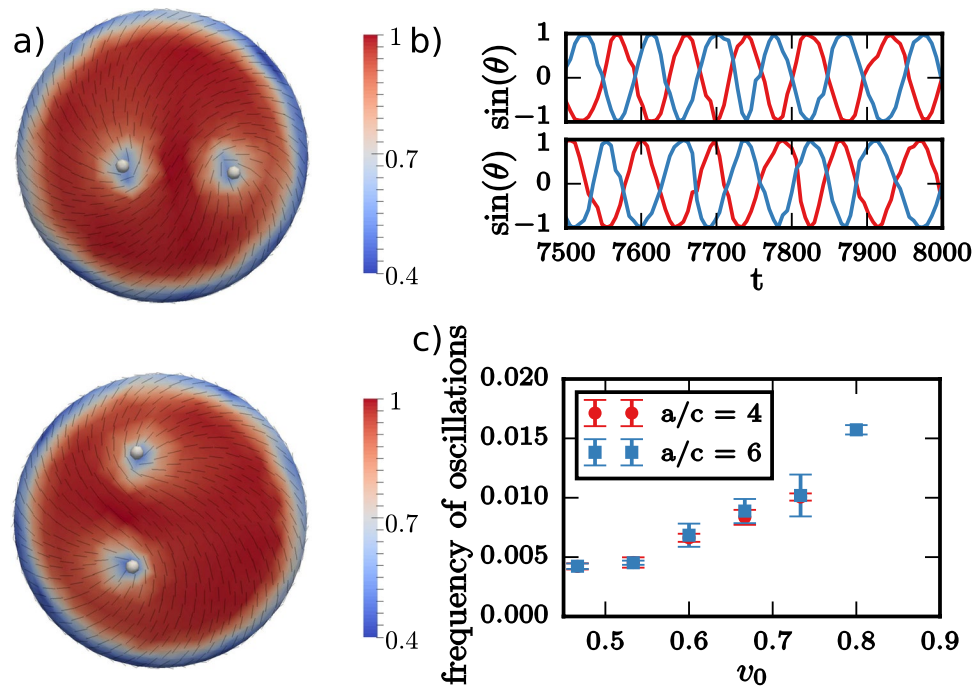 a)
1
0.7
0.4
b)
sin(θ)
1
0
−1
sin(θ)
1
0
−1
7500 7600 7700 7800 7900 8000
t
1
0.7
0.4
c)
frequency of oscillations
0.020
0.015
0.010
0.005
0.000
a/c = 4
a/c = 6
0.5 0.6 0.7 0.8 0.9
v₀